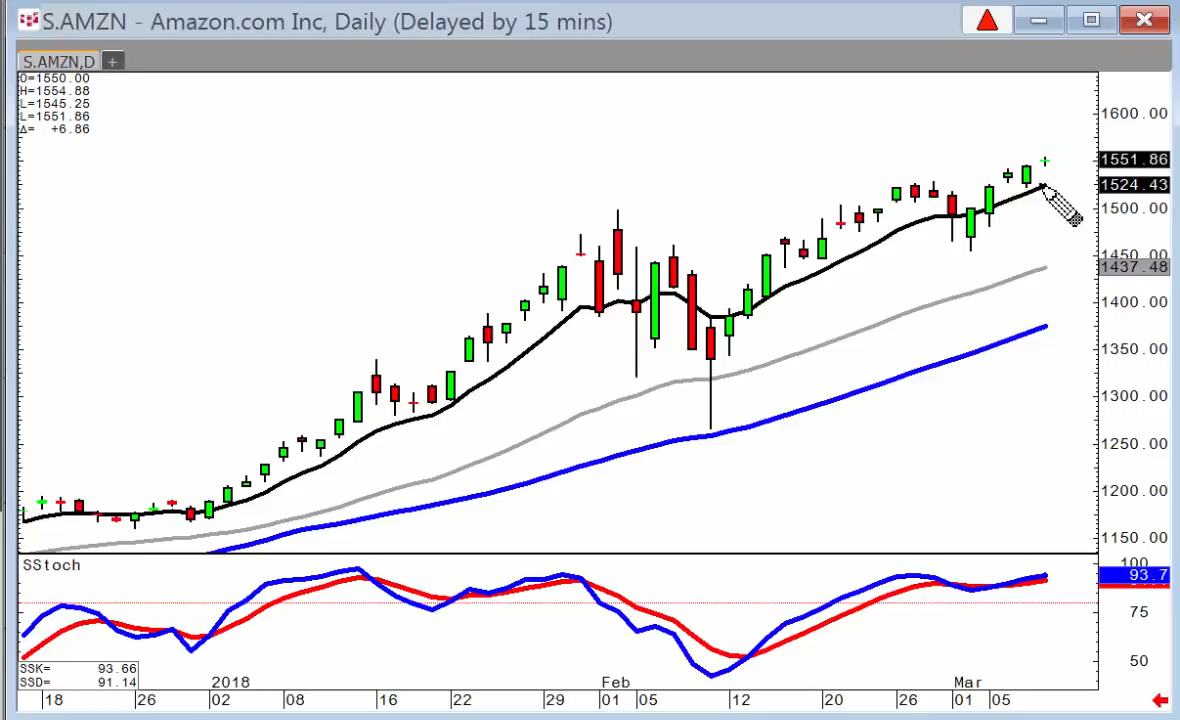 S.AMZN - Amazon.com Inc, Daily (Delayed by 15 mins)
S.AMZN,D +
O=1550.00
H=1554.88
L=1545.25
L=1551.86
Δ= +6.86
1600.00
1551.86
1524.43
1500.00
1450.00
1437.48
1400.00
1350.00
1300.00
1250.00
1200.00
1150.00
SStoch
100
93.7
75
50
SSK= 93.66
SSD= 91.14
2018 Feb Mar
18 26 02 08 16 22 29 01 05 12 20 26 01 05